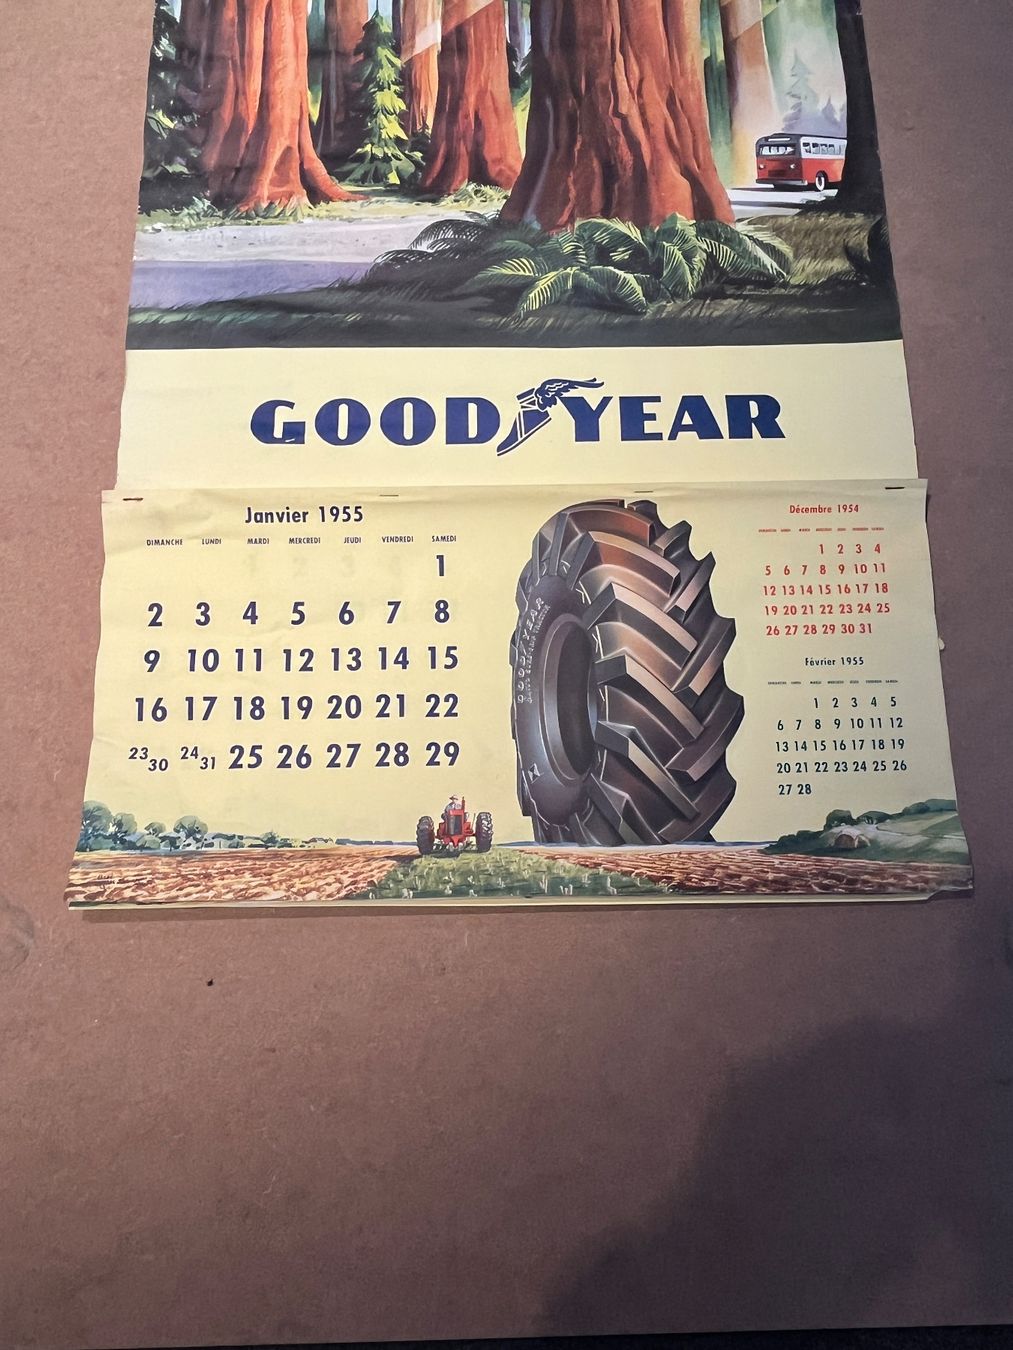 GOOD YEAR
Janvier 1955
DIMANCHE LUNDI MARDI MERCREDI JEUDI VENDREDI SAMEDI
1
2 3 4 5 6 7 8
9 10 11 12 13 14 15
16 17 18 19 20 21 22
23 30 24 31 25 26 27 28 29
GOOD YEAR
Décembre 1954
1 2 3 4
5 6 7 8 9 10 11
12 13 14 15 16 17 18
19 20 21 22 23 24 25
26 27 28 29 30 31
Février 1955
1 2 3 4 5
6 7 8 9 10 11 12
13 14 15 16 17 18 19
20 21 22 23 24 25 26
27 28